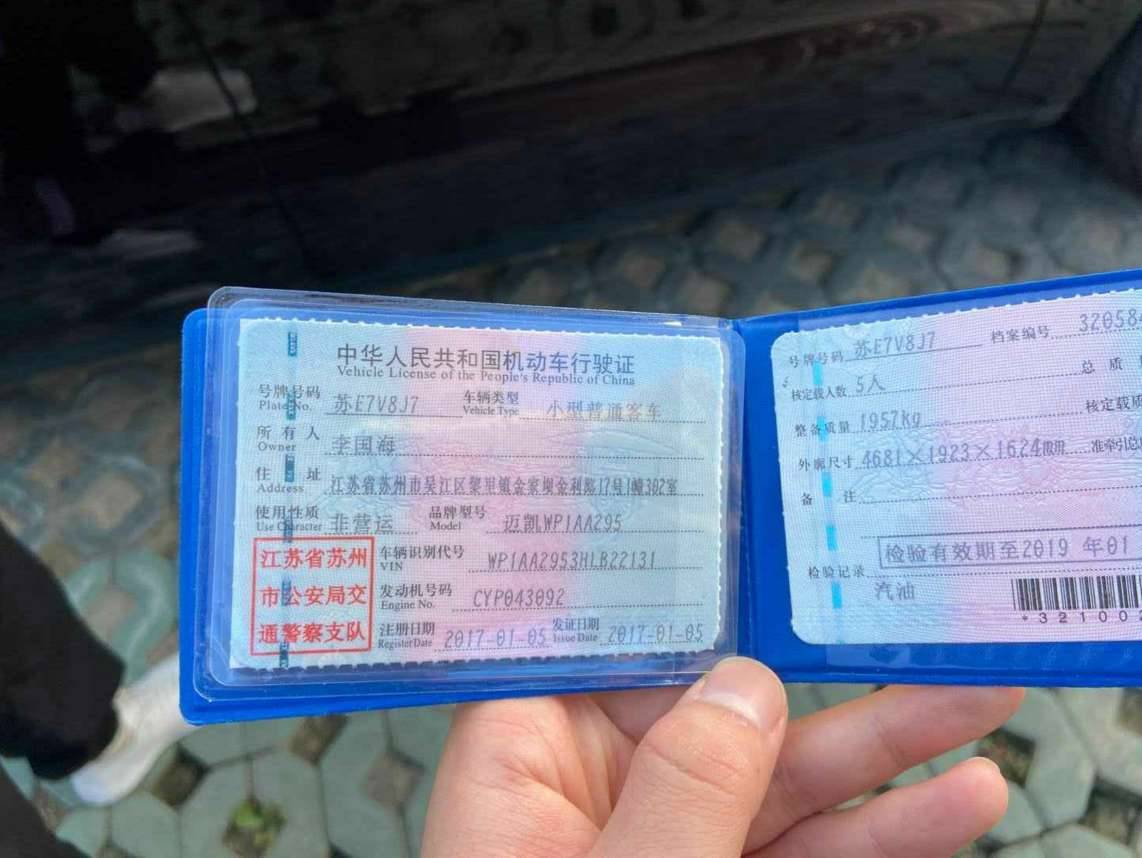 中华人民共和国机动车行驶证
Vehicle License of the People's Republic of China
号牌号码 苏E7V8J7 车辆类型 小型普通客车
Plate No. Vehicle Type
所有人 李国海
Owner
住址 江苏省苏州市吴江区黎里镇金家坝金利路17号1幢302室
Address
使用性质 非营运 品牌型号 迈凯WP1AA295
Use Character Model
江苏省苏州
市公安局交
通警察支队
车辆识别代号 WP1AA2953HLB22131
VIN
发动机号码 CYP043092
Engine No.
注册日期 2017-01-05 发证日期 2017-01-05
Register Date Issue Date
号牌号码 苏E7V8J7 档案编号 320584
核定载人数 5人 总质
整备质量 1957kg 核定载质
外廓尺寸 4681×1923×1624mm 准牵引总
备注
检验有效期至2019年01
检验记录
汽油
*321002